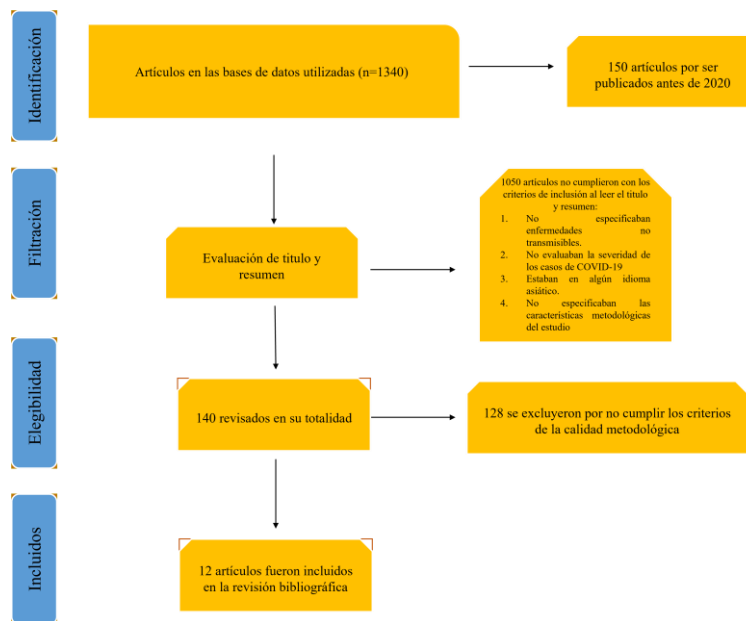 Identificación
Artículos en las bases de datos utilizadas (n=1340)
150 artículos por ser
publicados antes de 2020
Filtración
Evaluación de titulo y
resumen
1050 artículos no cumplieron con los
criterios de inclusión al leer el titulo
y resumen:
1. No especificaban
enfermedades no
transmisibles.
2. No evaluaban la severidad de
los casos de COVID-19
3. Estaban en algún idioma
asiático.
4. No especificaban las
características metodológicas
del estudio
Elegibilidad
140 revisados en su totalidad
128 se excluyeron por no cumplir los criterios
de la calidad metodológica
Incluidos
12 artículos fueron incluidos
en la revisión bibliográfica